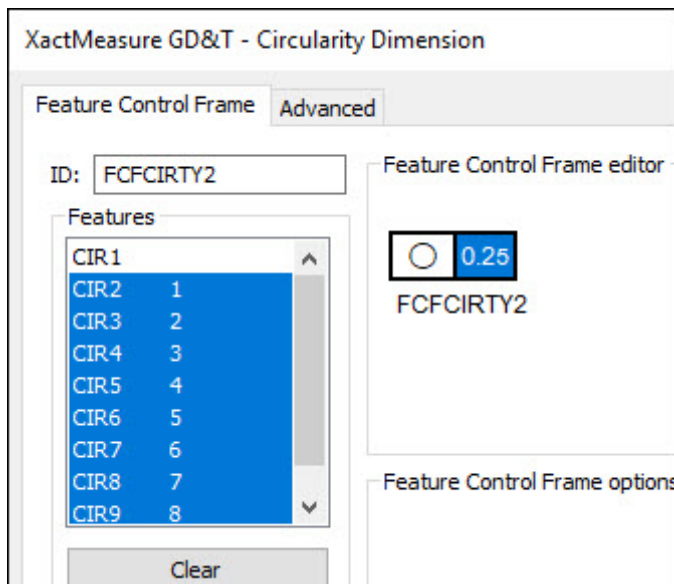 XactMeasure GD&T - Circularity Dimension
Feature Control Frame Advanced
ID: FCFCIRTY2
Features
CIR1
CIR2 1
CIR3 2
CIR4 3
CIR5 4
CIR6 5
CIR7 6
CIR8 7
CIR9 8
Clear
Feature Control Frame editor
0.25
FCFCIRTY2
Feature Control Frame options